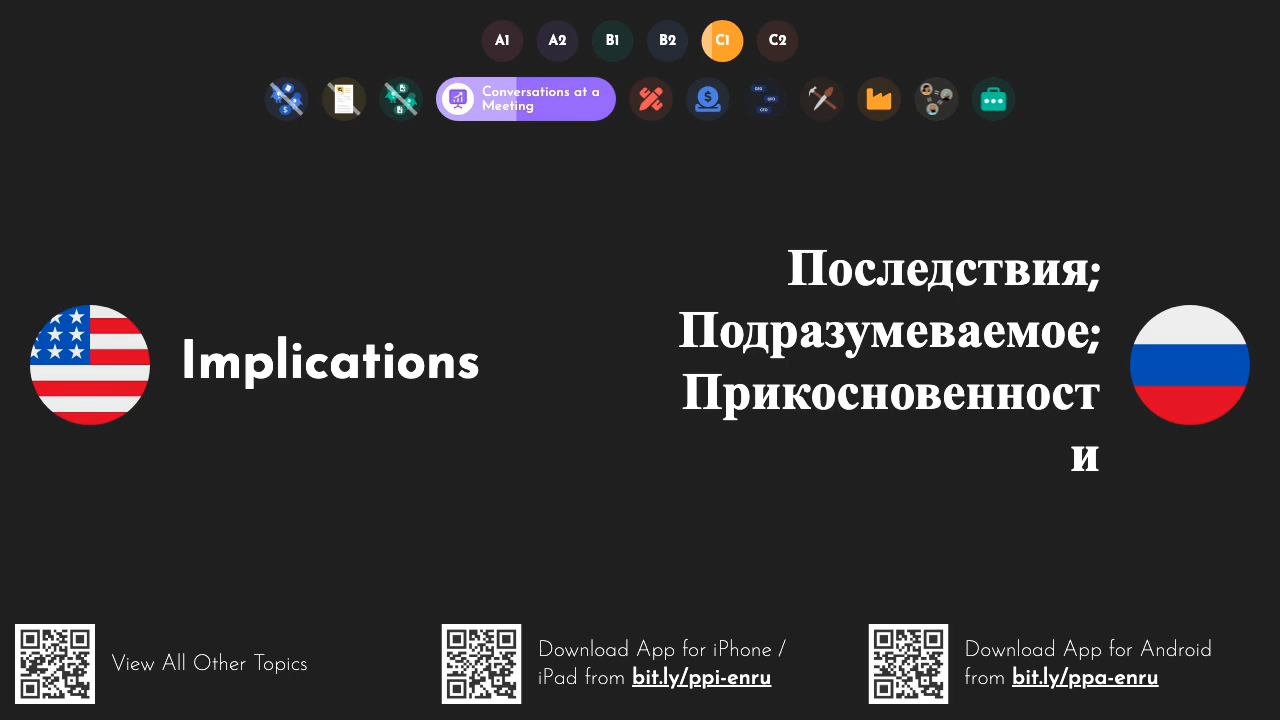 A1 A2 B1 B2 C1 C2
Conversations at a
Meeting
Implications
Последствия;
Подразумеваемое;
Прикосновенност
и
View All Other Topics
Download App for iPhone /
iPad from bit.ly/ppi-enru
Download App for Android
from bit.ly/ppa-enru